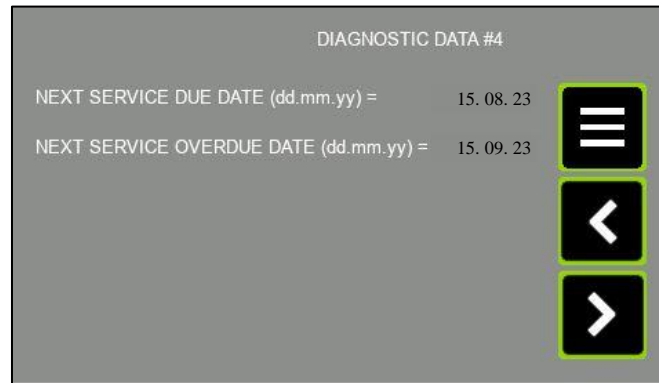 DIAGNOSTIC DATA #4
NEXT SERVICE DUE DATE (dd.mm.yy) = 15. 08. 23
NEXT SERVICE OVERDUE DATE (dd.mm.yy) = 15. 09. 23